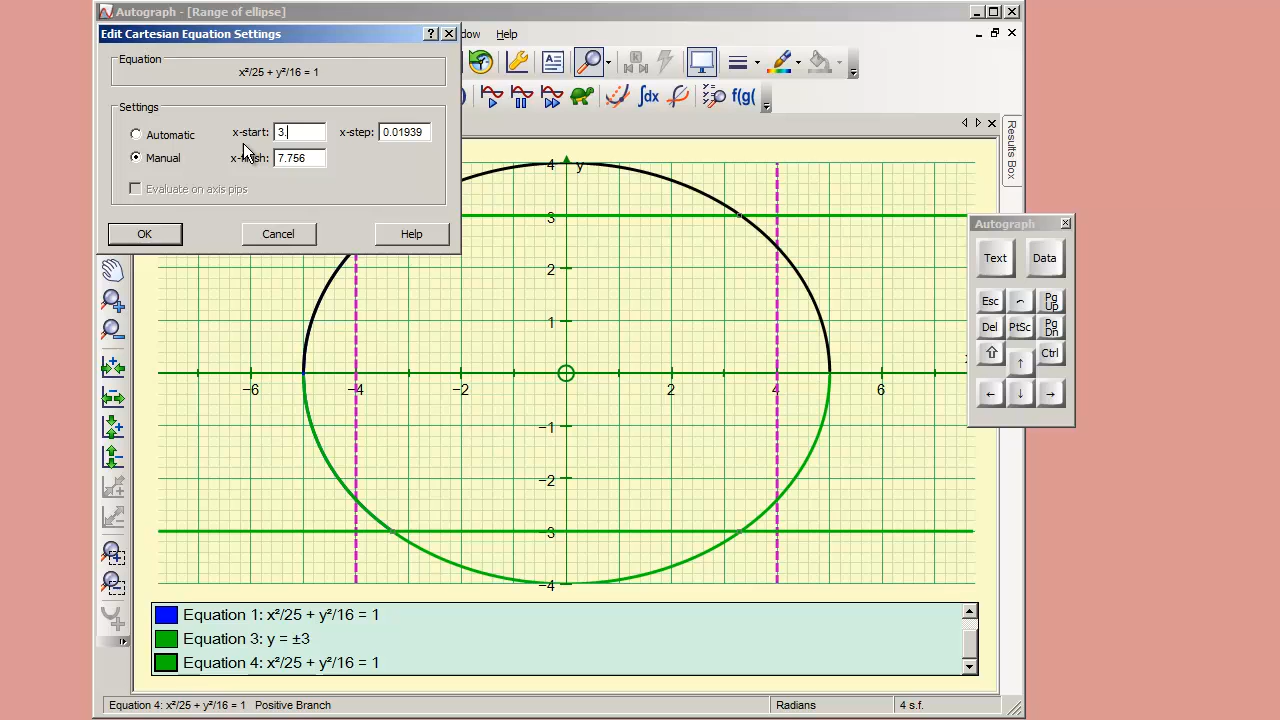 Autograph - [Range of ellipse]
Edit Cartesian Equation Settings
Help
Equation
x²/25 + y²/16 = 1
Settings
Automatic
x-start: 3.
x-step: 0.01939
Manual
7.756
Evaluate on axis pips
OK
Cancel
Help
∫dx
f(g(
Results Box
y
4
3
2
1
−1
−2
−3
−4
−6
−4
−2
2
4
6
Autograph
Text
Data
Esc
Pg Up
Del
PtSc
Pg Dn
Ctrl
Equation 1: x²/25 + y²/16 = 1
Equation 3: y = ±3
Equation 4: x²/25 + y²/16 = 1
Equation 4: x²/25 + y²/16 = 1 Positive Branch
Radians
4 s.f.